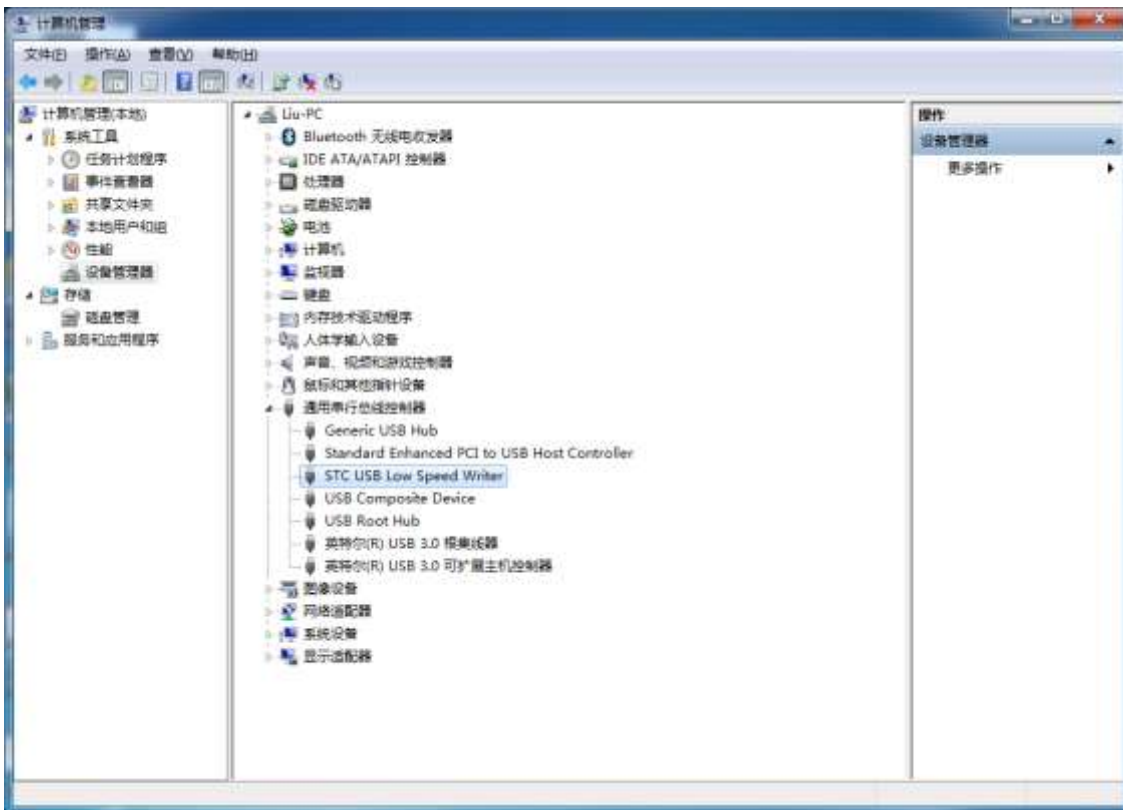 计算机管理
文件(F) 操作(A) 查看(V) 帮助(H)
计算机管理(本地)
系统工具
任务计划程序
事件查看器
共享文件夹
本地用户和组
性能
设备管理器
存储
磁盘管理
服务和应用程序
Liu-PC
Bluetooth 无线电收发器
IDE ATA/ATAPI 控制器
处理器
磁盘驱动器
电池
计算机
监视器
键盘
内存技术驱动程序
人体学输入设备
声音、视频和游戏控制器
鼠标和其他指针设备
通用串行总线控制器
Generic USB Hub
Standard Enhanced PCI to USB Host Controller
STC USB Low Speed Writer
USB Composite Device
USB Root Hub
英特尔(R) USB 3.0 根集线器
英特尔(R) USB 3.0 可扩展主机控制器
图像设备
网络适配器
系统设备
显示适配器
操作
设备管理器
更多操作